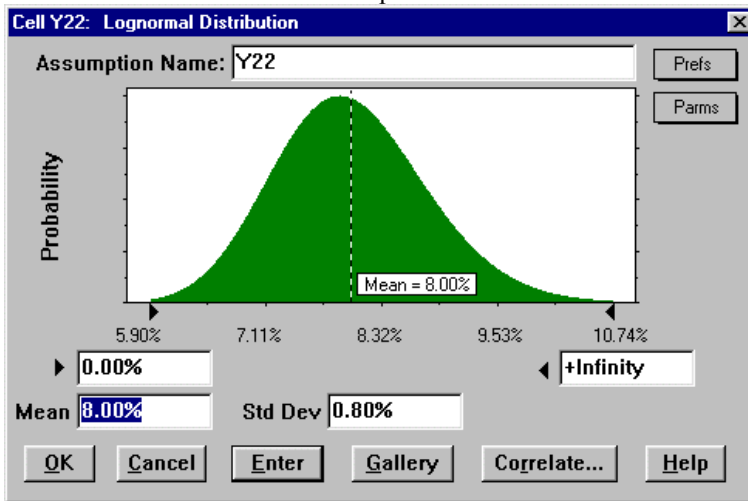 Cell Y22: Lognormal Distribution
Assumption Name: Y22
Prefs
Parms
Probability
Mean = 8.00%
5.90% 7.11% 8.32% 9.53% 10.74%
0.00% +Infinity
Mean 8.00% Std Dev 0.80%
OK Cancel Enter Gallery Correlate... Help